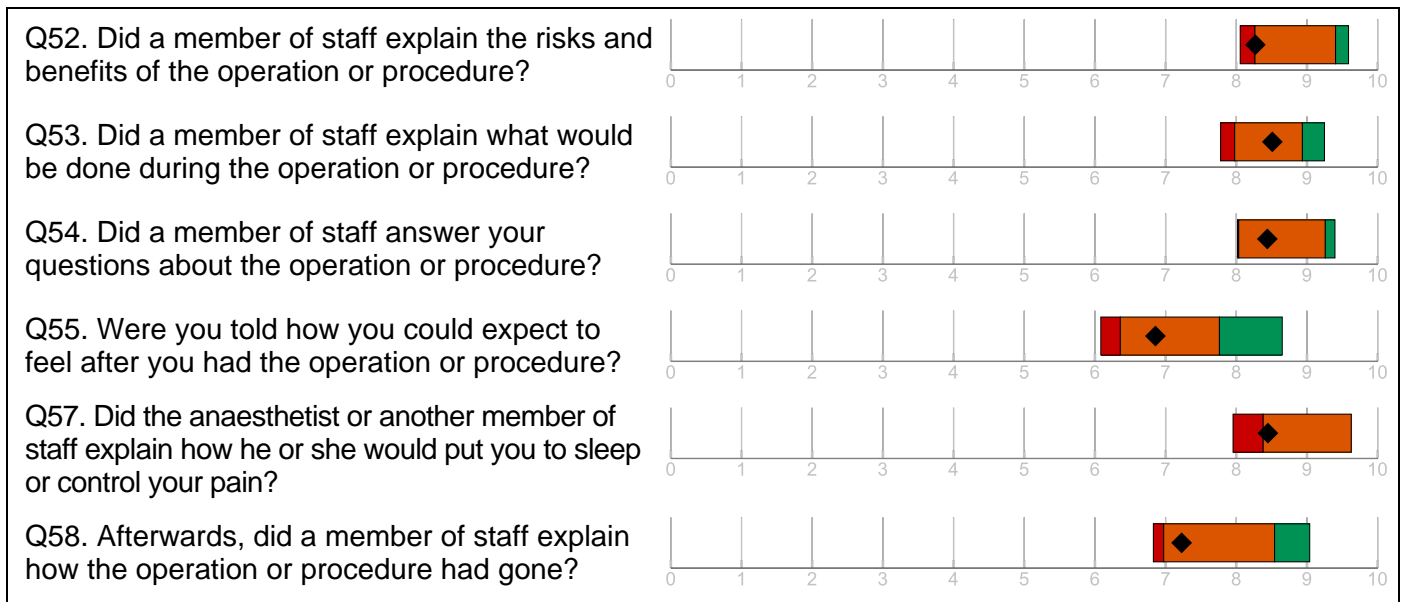 Q52. Did a member of staff explain the risks and
benefits of the operation or procedure?
0 1 2 3 4 5 6 7 8 9 10
Q53. Did a member of staff explain what would
be done during the operation or procedure?
0 1 2 3 4 5 6 7 8 9 10
Q54. Did a member of staff answer your
questions about the operation or procedure?
0 1 2 3 4 5 6 7 8 9 10
Q55. Were you told how you could expect to
feel after you had the operation or procedure?
0 1 2 3 4 5 6 7 8 9 10
Q57. Did the anaesthetist or another member of
staff explain how he or she would put you to sleep
or control your pain?
0 1 2 3 4 5 6 7 8 9 10
Q58. Afterwards, did a member of staff explain
how the operation or procedure had gone?
0 1 2 3 4 5 6 7 8 9 10